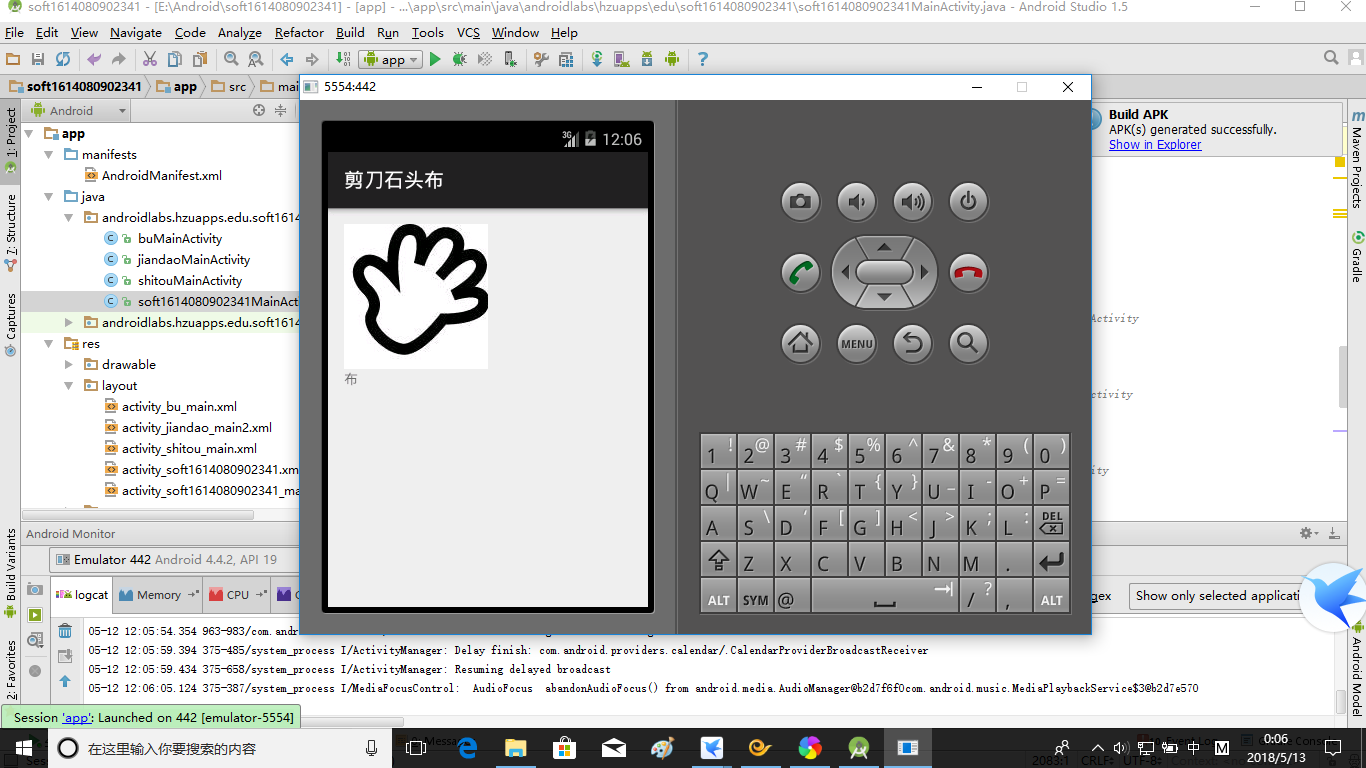 soft1614080902341 - [E:\Android\soft1614080902341] - [app] - ...\app\src\main\java\androidlabs\hzuapps\edu\soft1614080902341\soft1614080902341MainActivity.java - Android Studio 1.5
File Edit View Navigate Code Analyze Refactor Build Run Tools VCS Window Help
app
soft1614080902341 app src
5554:442
Android
1: Project
Z: Structure
Captures
Build Variants
2: Favorites
app
manifests
AndroidManifest.xml
java
androidlabs.hzuapps.edu.soft1614
buMainActivity
jiandaoMainActivity
shitouMainActivity
soft1614080902341MainActi
androidlabs.hzuapps.edu.soft1614
res
drawable
layout
activity_bu_main.xml
activity_jiandao_main2.xml
activity_shitou_main.xml
activity_soft1614080902341.xm
activity_soft1614080902341_ma
3G 12:06
剪刀石头布
布
MENU
1 ! 2 @ 3 # 4 $ 5 % 6 ^ 7 & 8 * 9 ( 0 )
Q | W ~ E “ R ` T { Y } U _ I - O + P =
A S \ D ‘ F [ G ] H < J > K ; L : DEL
Z X C V B N M .
ALT SYM @ / ? , ALT
Build APK
APK(s) generated successfully.
Show in Explorer
Maven Projects
Gradle
Android Model
Activity
ctivity
ity
Android Monitor
Emulator 442 Android 4.4.2, API 19
logcat Memory CPU
gex Show only selected applicati
05-12 12:05:54.354 963-983/com.andr
05-12 12:05:59.394 375-485/system_process I/ActivityManager: Delay finish: com.android.providers.calendar/.CalendarProviderBroadcastReceiver
05-12 12:05:59.434 375-658/system_process I/ActivityManager: Resuming delayed broadcast
05-12 12:06:05.124 375-387/system_process I/MediaFocusControl:  AudioFocus  abandonAudioFocus() from android.media.AudioManager@b2d7f6f0com.android.music.MediaPlaybackService$3@b2d7e570
Session 'app': Launched on 442 [emulator-5554]
在这里输入你要搜索的内容
中 M
0:06
2018/5/13
2083:1 CRLF: UTF-8: